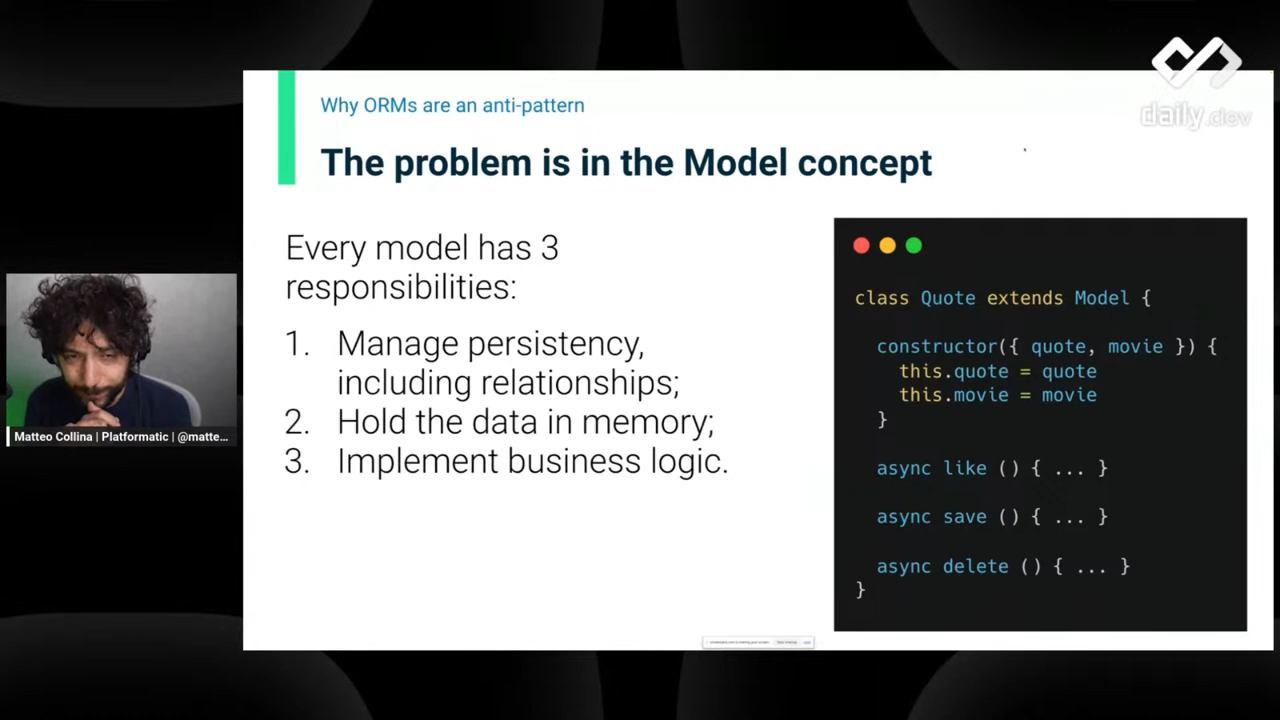 daily.dev
Why ORMs are an anti-pattern
The problem is in the Model concept
Every model has 3
responsibilities:
1. Manage persistency,
including relationships;
2. Hold the data in memory;
3. Implement business logic.
class Quote extends Model {
constructor({ quote, movie }) {
this.quote = quote
this.movie = movie
}
async like () { ... }
async save () { ... }
async delete () { ... }
}
Matteo Collina | Platformatic | @matte...